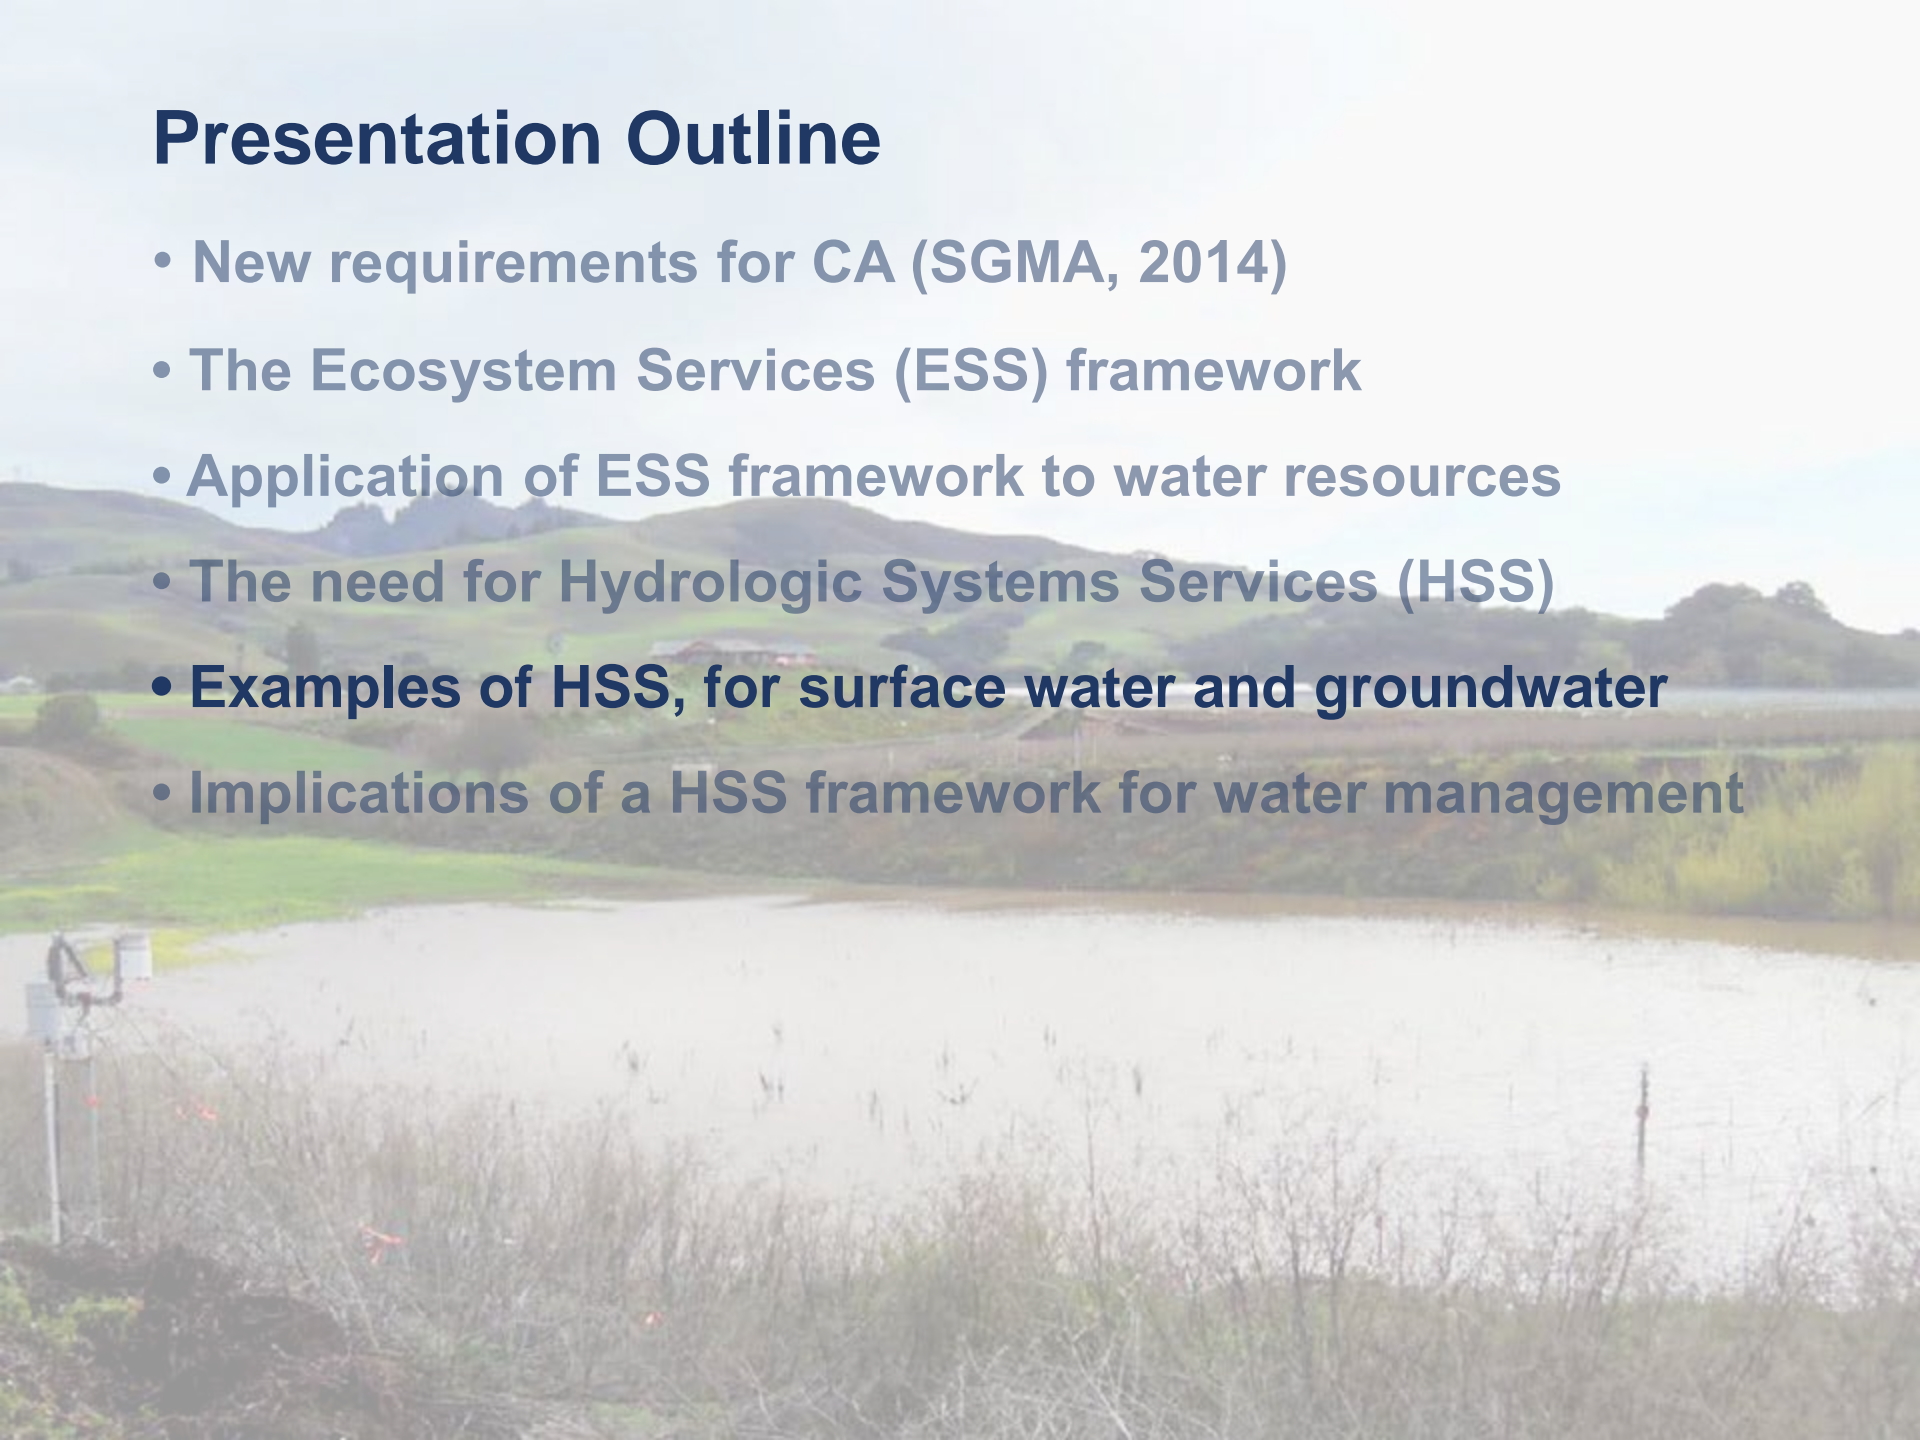 Presentation Outline
• New requirements for CA (SGMA, 2014)
• The Ecosystem Services (ESS) framework
• Application of ESS framework to water resources
• The need for Hydrologic Systems Services (HSS)
• Examples of HSS, for surface water and groundwater
• Implications of a HSS framework for water management